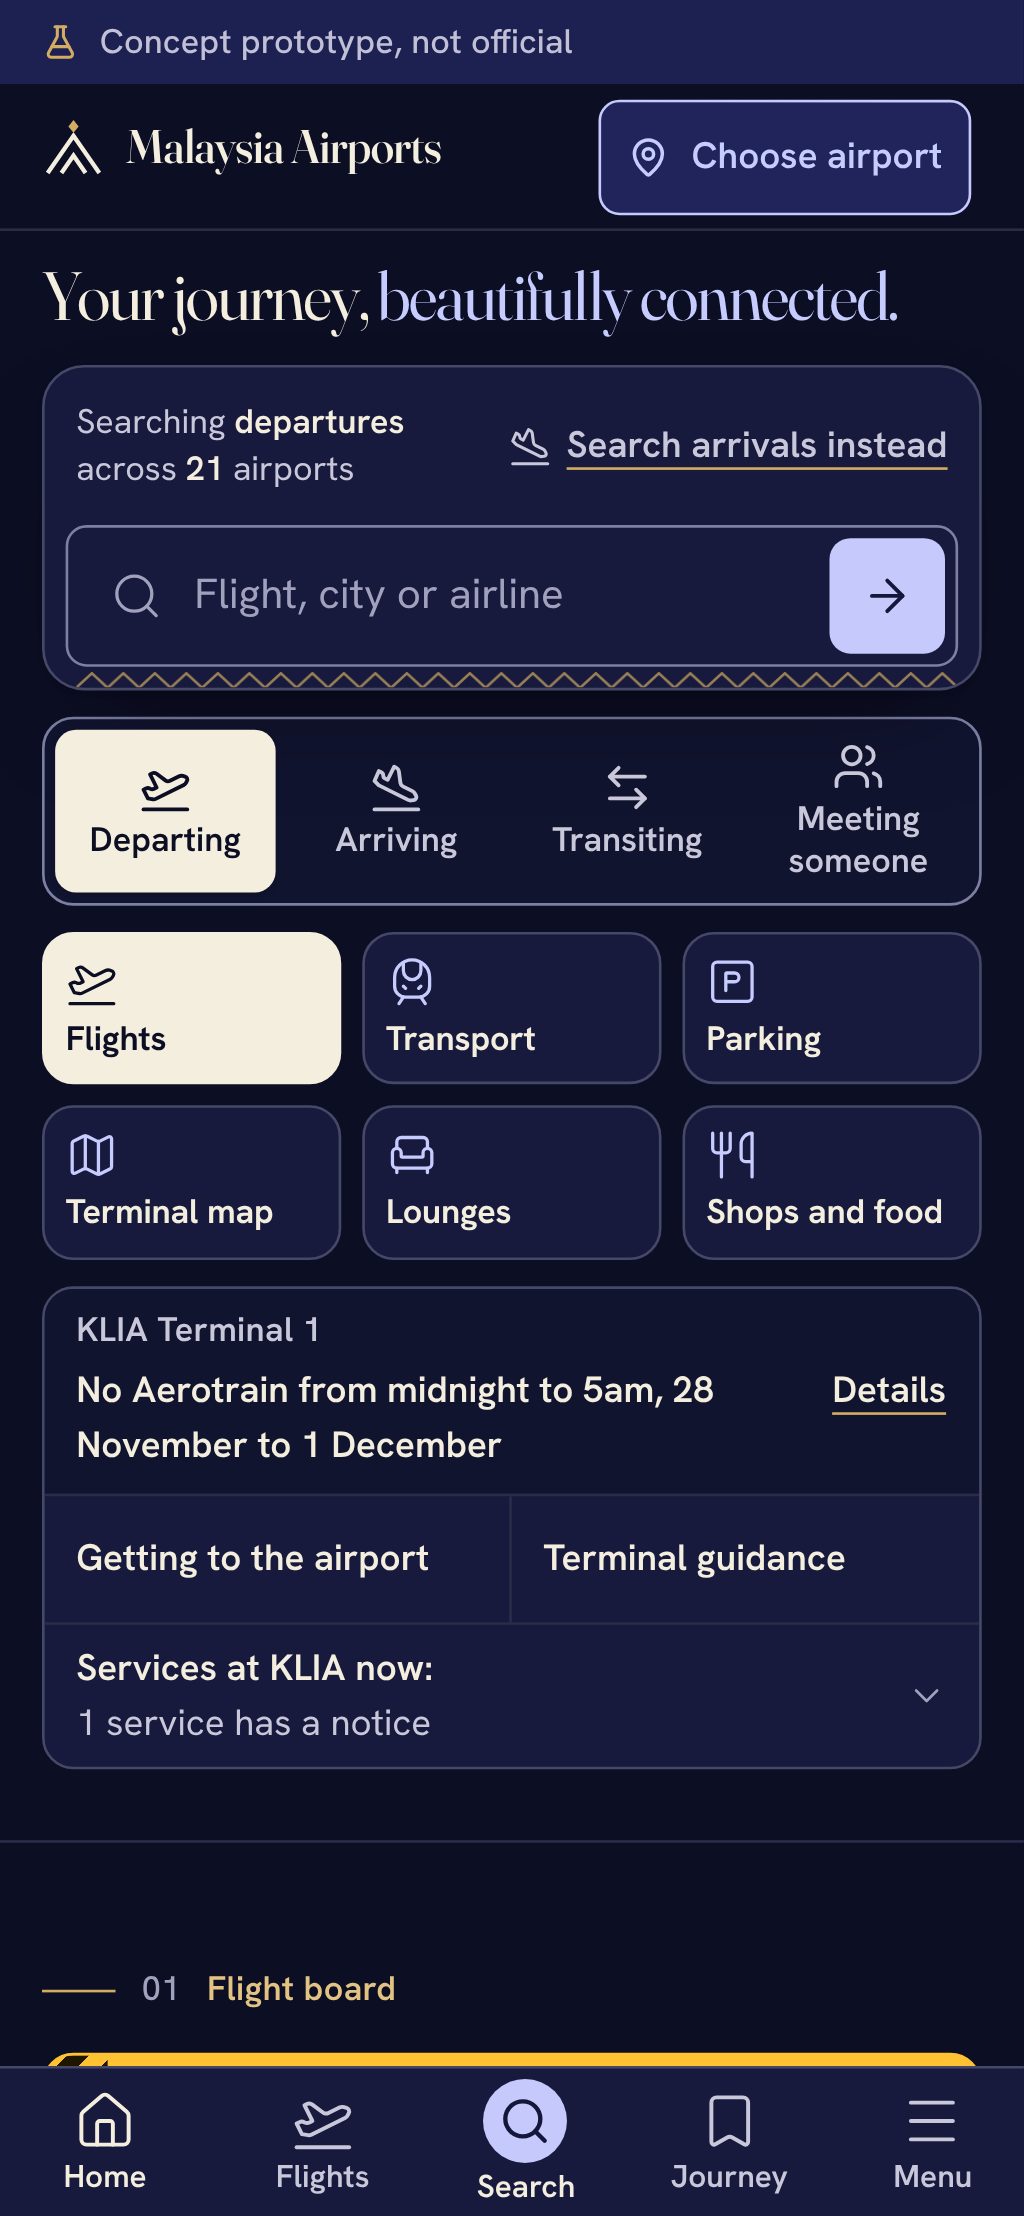 Concept prototype, not official
Malaysia Airports
Choose airport
Your journey, beautifully connected.
Searching departures
across 21 airports
Search arrivals instead
Flight, city or airline
Departing
Arriving
Transiting
Meeting
someone
Flights
Transport
P
Parking
Terminal map
Lounges
Shops and food
KLIA Terminal 1
No Aerotrain from midnight to 5am, 28
November to 1 December
Details
Getting to the airport
Terminal guidance
Services at KLIA now:
1 service has a notice
01 Flight board
Home
Flights
Search
Journey
Menu